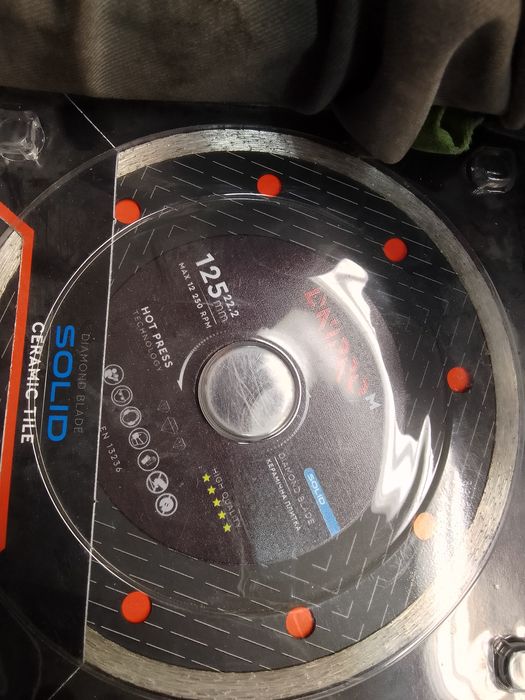 125 22.2
mm
MAX 12 250 RPM
HOT PRESS
TECHNOLOGY
DNIPRO
M
DIAMOND BLADE
SOLID
CERAMIC TILE
EN 13236
HIGH QUALITY
SOLID
DIAMOND BLADE
КЕРАМІЧНА ПЛИТКА